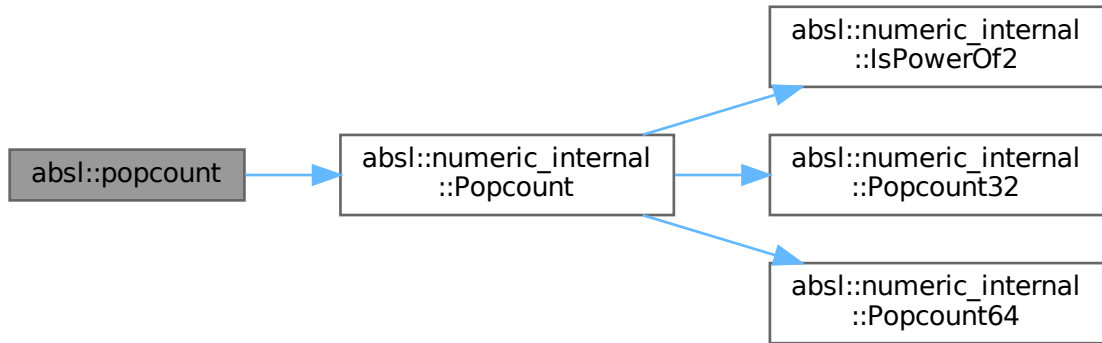 absl::popcount
absl::numeric_internal
::Popcount
absl::numeric_internal
::IsPowerOf2
absl::numeric_internal
::Popcount32
absl::numeric_internal
::Popcount64